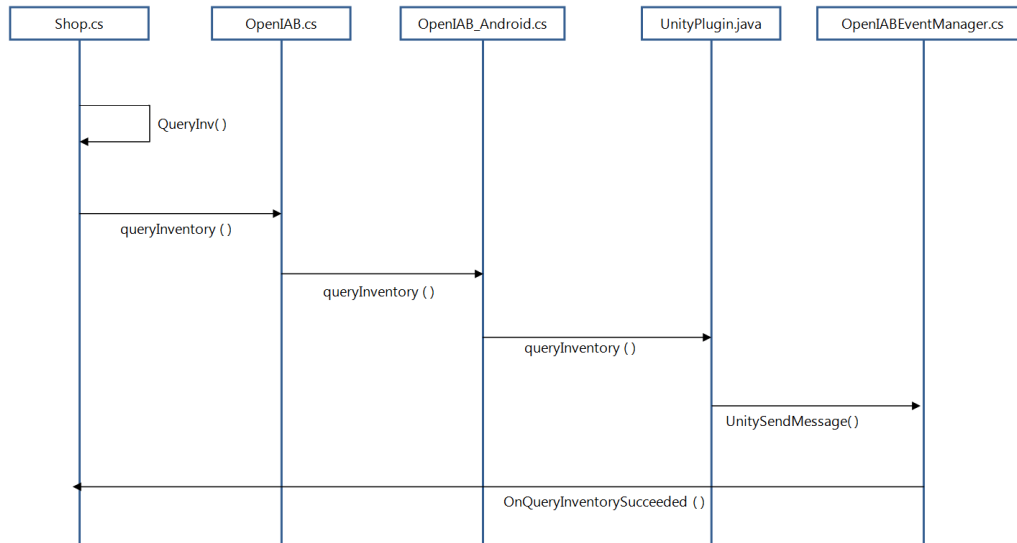 Shop.cs
OpenIAB.cs
OpenIAB_Android.cs
UnityPlugin.java
OpenIABEventManager.cs
QueryInv( )
queryInventory ( )
queryInventory ( )
queryInventory ( )
UnitySendMessage( )
OnQueryInventorySucceeded ( )